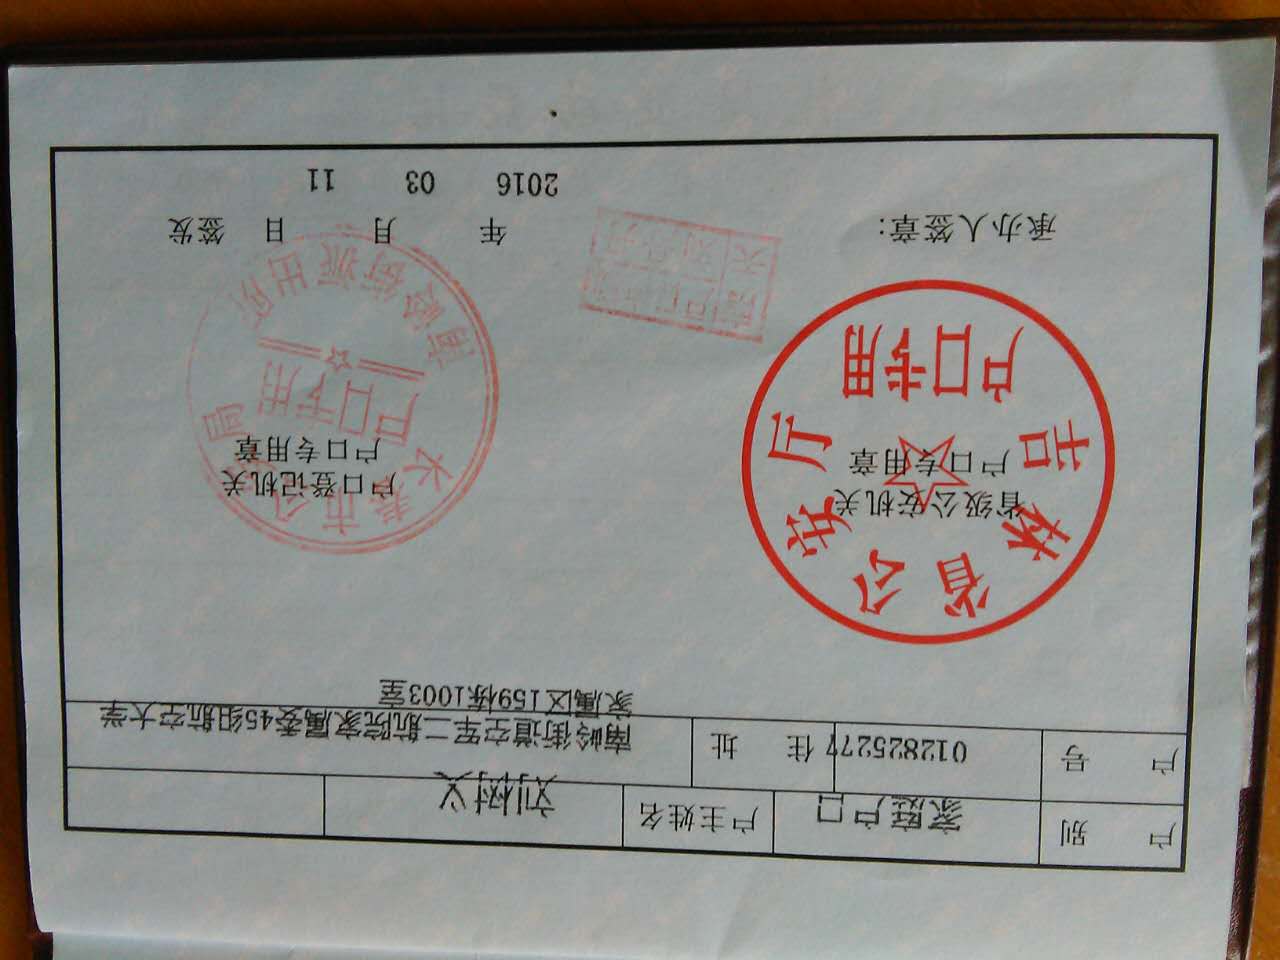 户 别 家庭户口 户主姓名 刘树义
户 号 012825277 住 址 南岭街道空军二航院家属委45组航空大学
家属区159栋1003室
吉林省公安厅
省级公安机关
户口专用章
户口专用
长春市公 局
户口登记机关
户口专用章
户口专用
南岭街派出所
承办人签章:
年 月 日 签发
2016 03 11